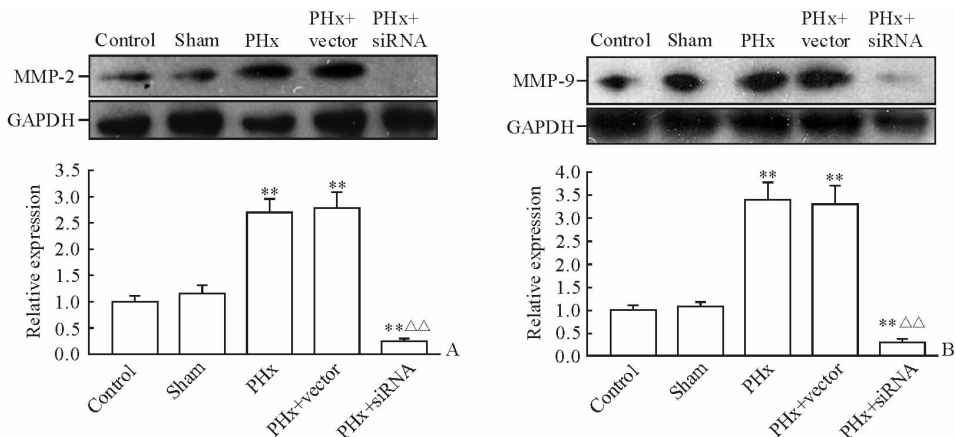 PHx+ PHx+
Control Sham PHx vector siRNA
MMP-2
GAPDH
3.5
3.0
2.5
2.0
1.5
1.0
0.5
0.0
Relative expression
** ** **△△
Control Sham PHx PHx+vector PHx+siRNA
A
PHx+ PHx+
Control Sham PHx vector siRNA
MMP-9
GAPDH
4.0
3.5
3.0
2.5
2.0
1.5
1.0
0.5
0.0
Relative expression
** ** **△△
Control Sham PHx PHx+vector PHx+siRNA
B